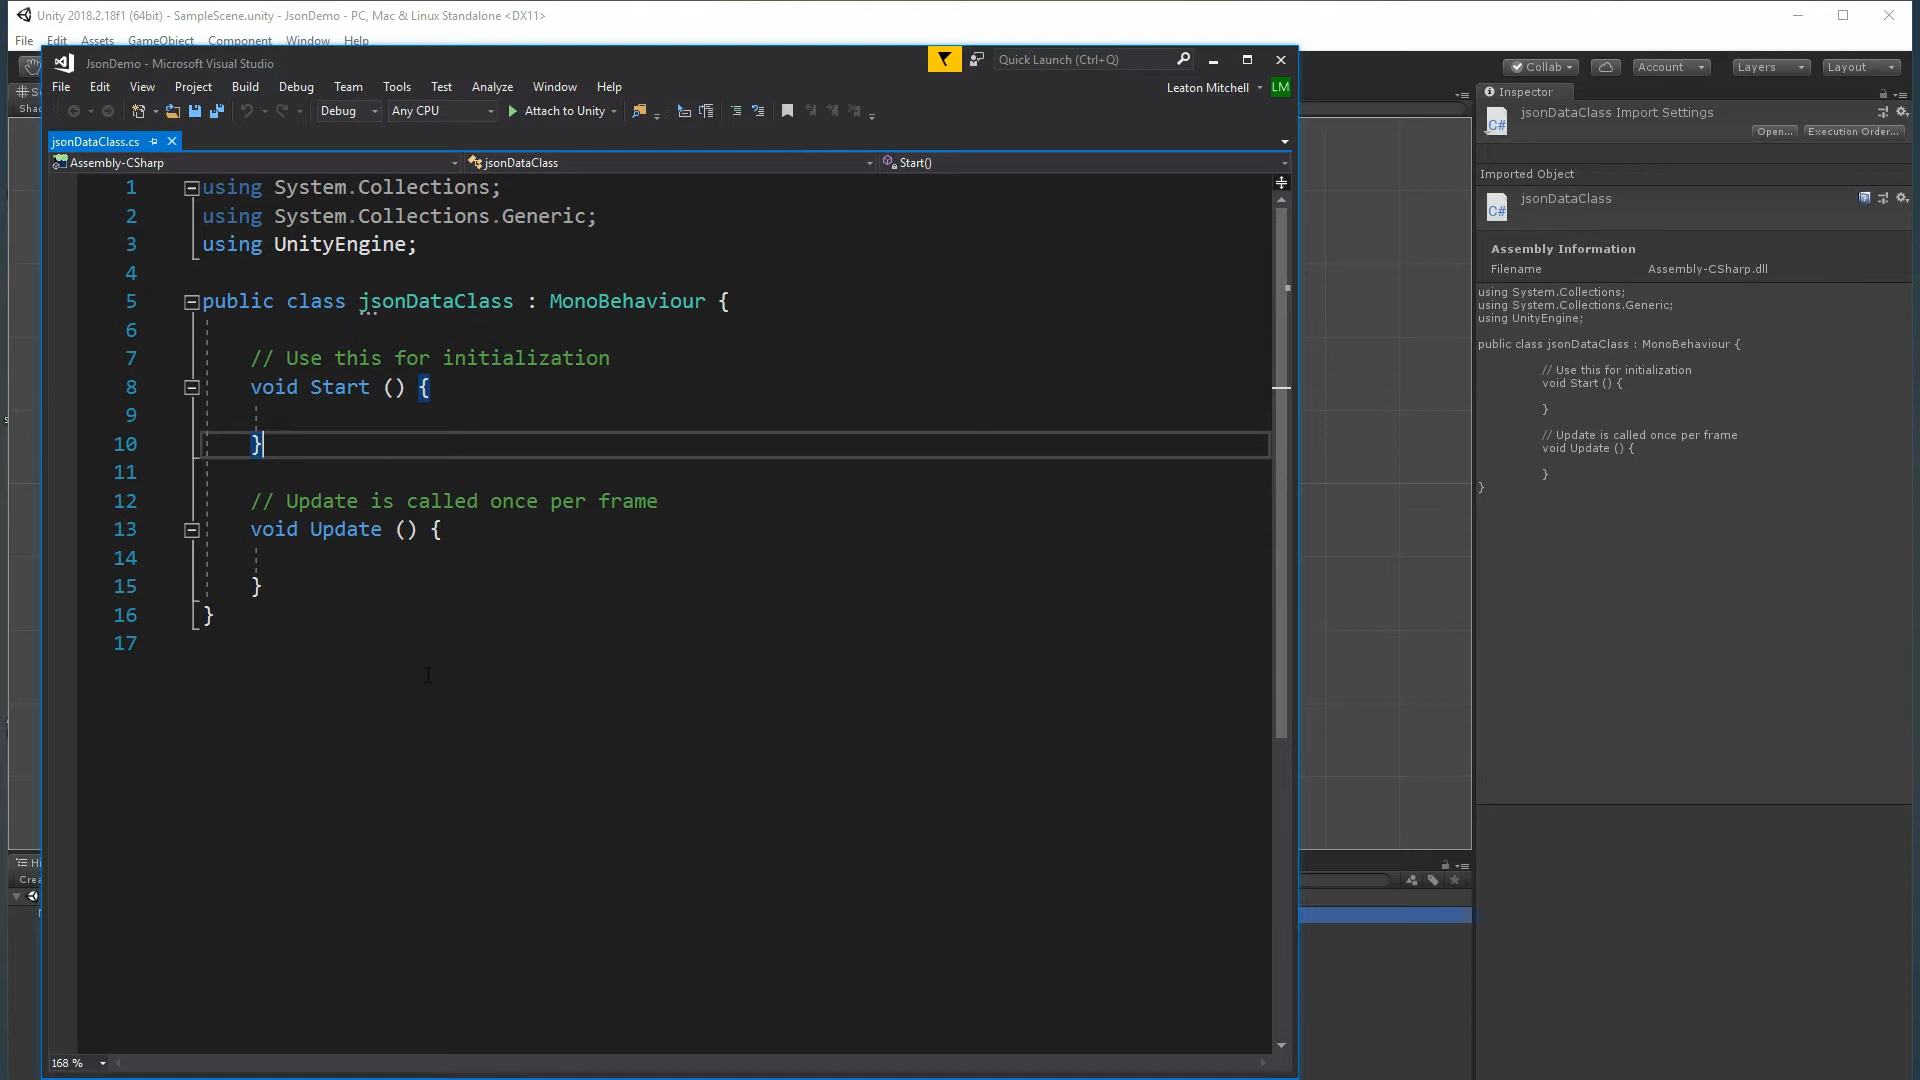 Unity 2018.2.18f1 (64bit) - SampleScene.unity - JsonDemo - PC, Mac & Linux Standalone <DX11>
File Edit Assets GameObject Component Window Help
JsonDemo - Microsoft Visual Studio
Quick Launch (Ctrl+Q)
File Edit View Project Build Debug Team Tools Test Analyze Window Help
Leaton Mitchell LM
Debug Any CPU Attach to Unity
jsonDataClass.cs
Assembly-CSharp jsonDataClass Start()
1 using System.Collections;
2 using System.Collections.Generic;
3 using UnityEngine;
4
5 public class jsonDataClass : MonoBehaviour {
6
7 // Use this for initialization
8 void Start () {
9
10 }
11
12 // Update is called once per frame
13 void Update () {
14
15 }
16 }
17
168 %
Collab Account Layers Layout
Inspector
jsonDataClass Import Settings
C#
Open... Execution Order...
Imported Object
jsonDataClass
C#
Assembly Information
Filename Assembly-CSharp.dll
using System.Collections;
using System.Collections.Generic;
using UnityEngine;
public class jsonDataClass : MonoBehaviour {
// Use this for initialization
void Start () {
}
// Update is called once per frame
void Update () {
}
}